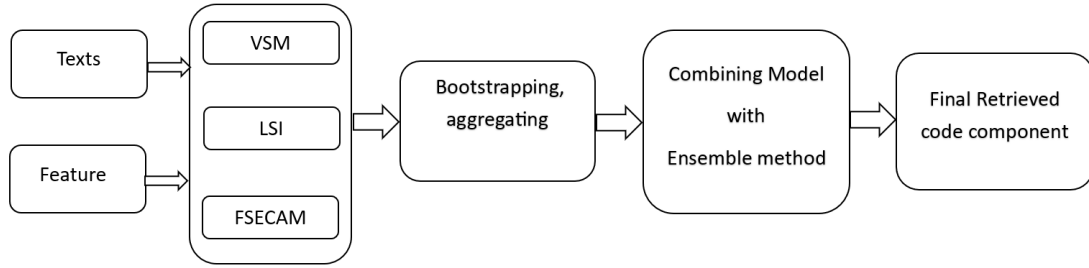 Texts
Feature
VSM
LSI
FSECAM
Bootstrapping,
aggregating
Combining Model
with
Ensemble method
Final Retrieved
code component